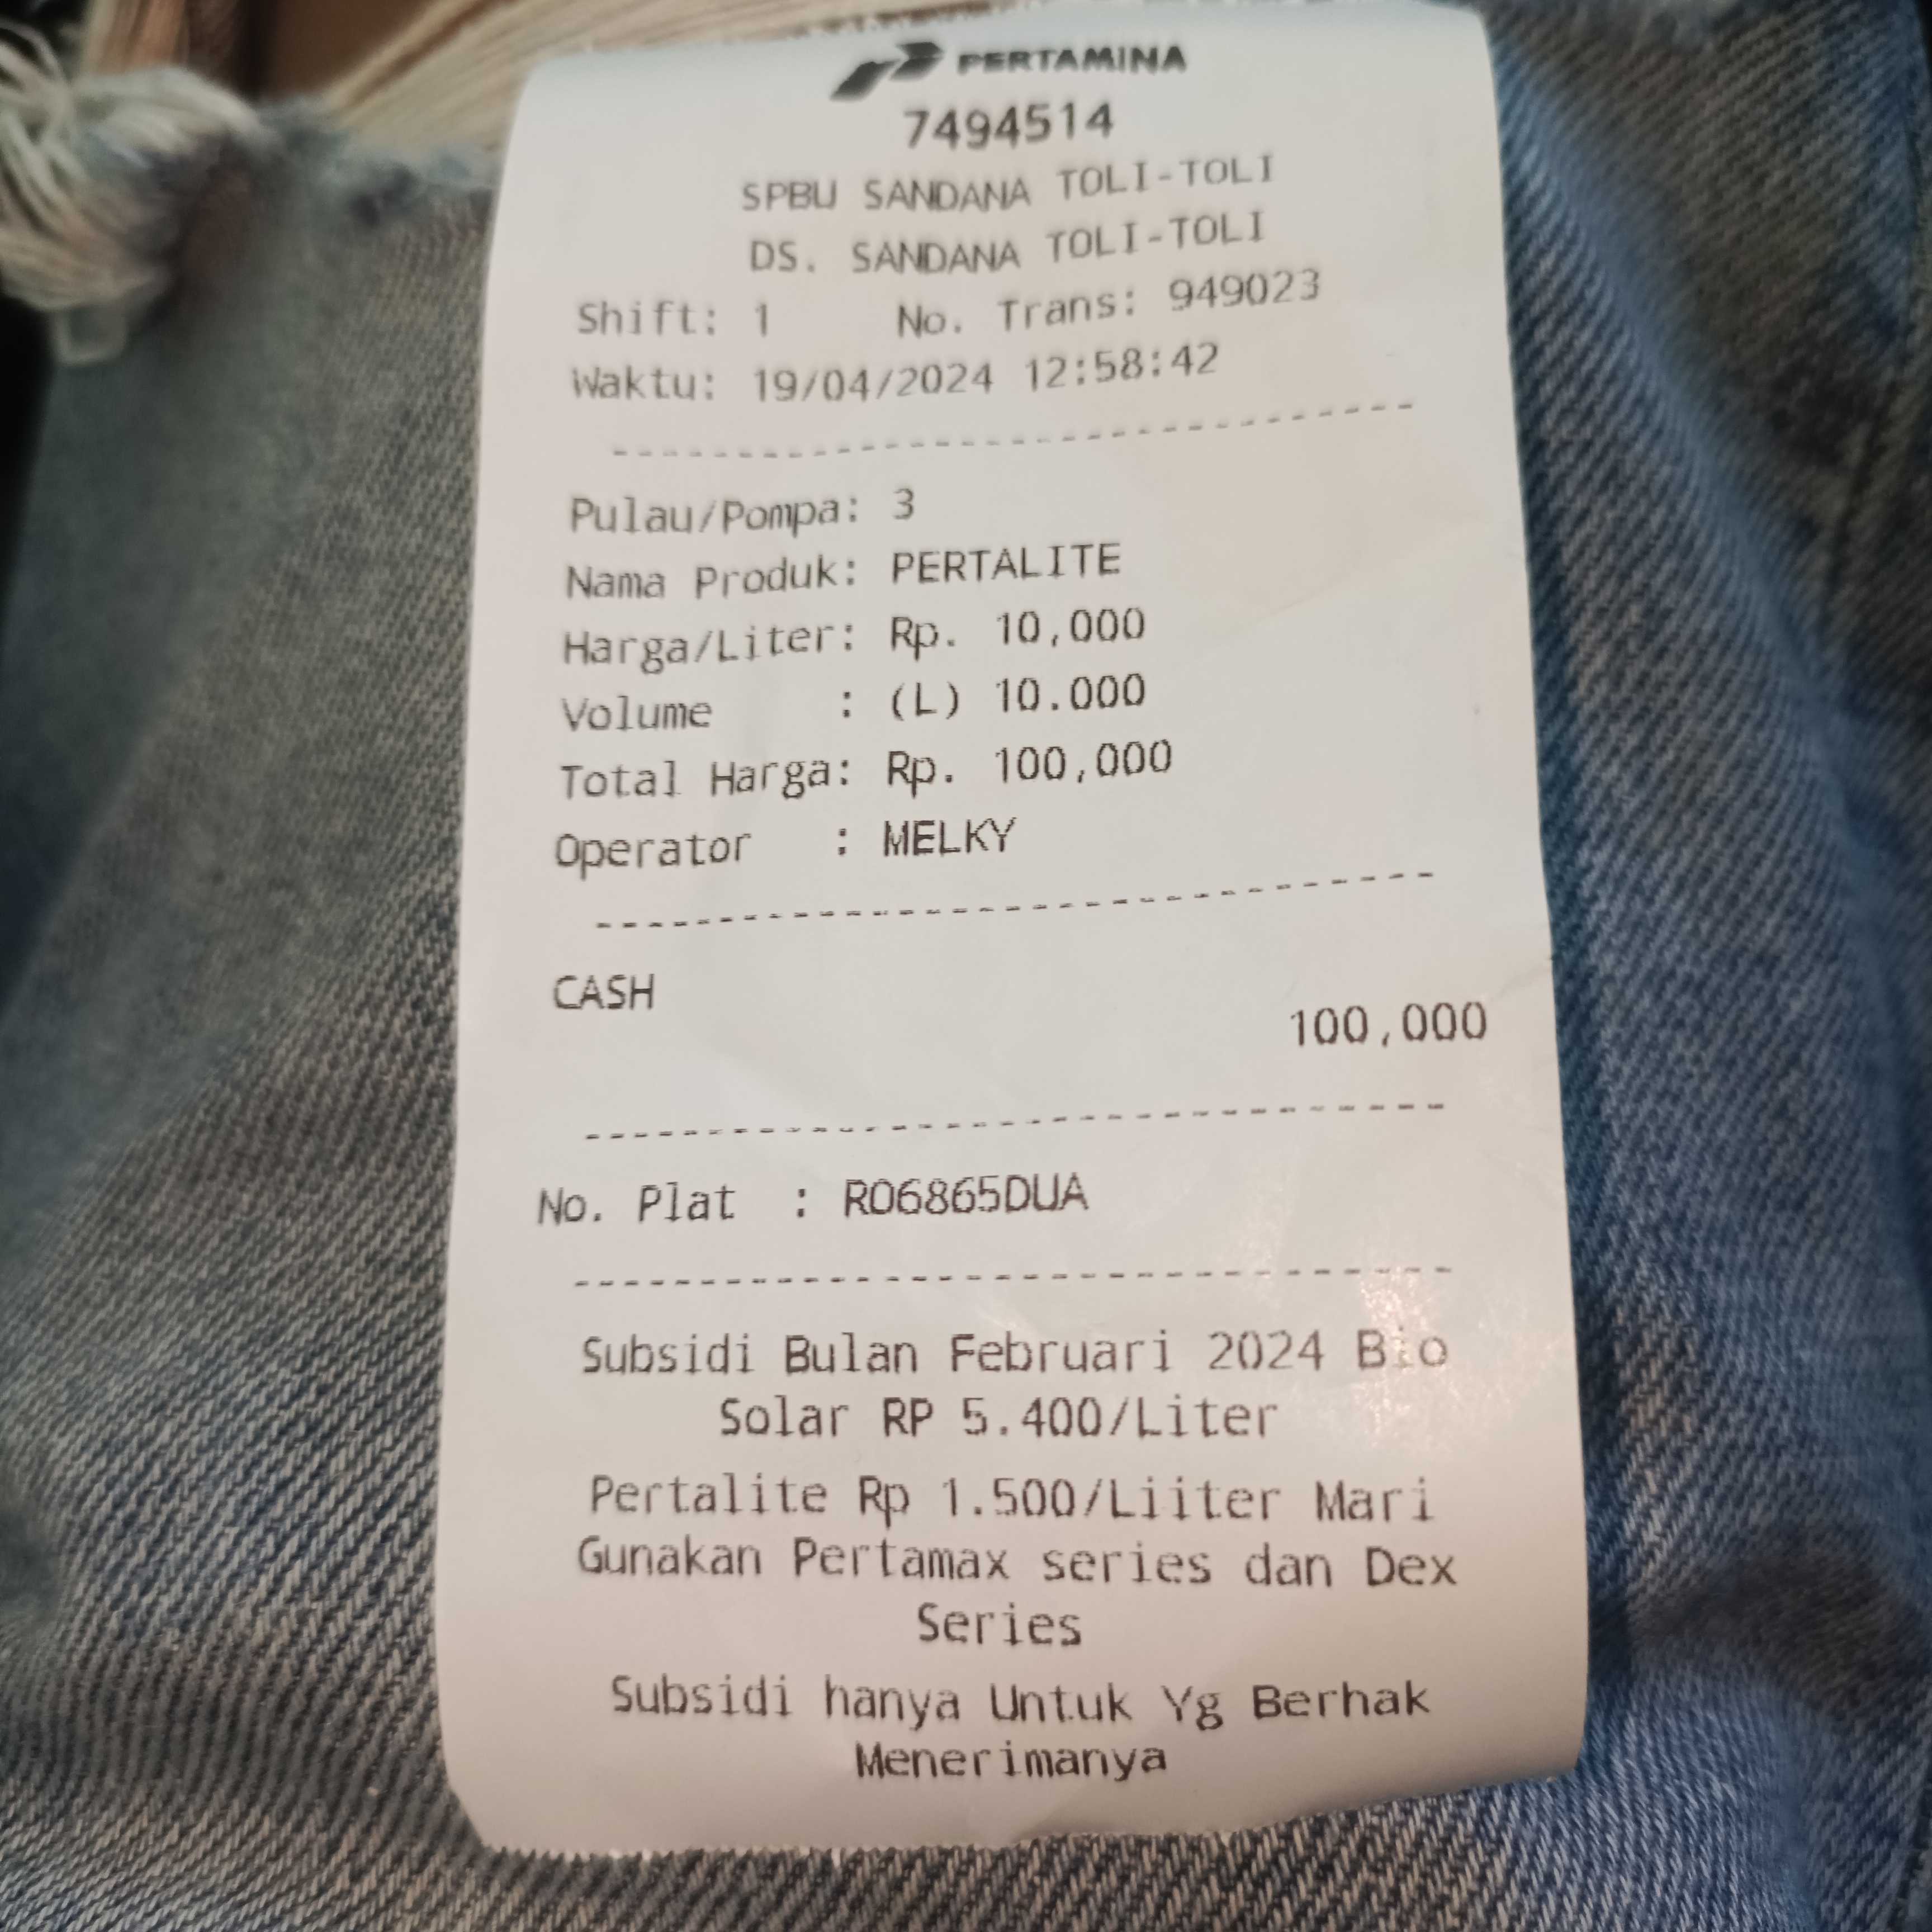 PERTAMINA
7494514
SPBU SANDANA TOLI-TOLI
DS. SANDANA TOLI-TOLI
Shift: 1 No. Trans: 949023
Waktu: 19/04/2024 12:58:42
--------------------------------
Pulau/Pompa: 3
Nama Produk: PERTALITE
Harga/Liter: Rp. 10,000
Volume : (L) 10.000
Total Harga: Rp. 100,000
Operator : MELKY
--------------------------------
CASH
100,000
--------------------------------
No. Plat : RO6865DUA
--------------------------------
Subsidi Bulan Februari 2024 Bio
Solar RP 5.400/Liter
Pertalite Rp 1.500/Liiter Mari
Gunakan Pertamax series dan Dex
Series
Subsidi hanya Untuk Yg Berhak
Menerimanya